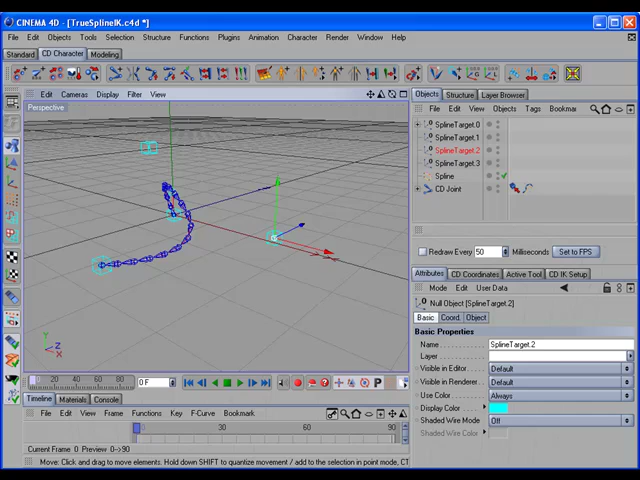 CINEMA 4D - [TrueSplineIK.c4d *]
File Edit Objects Tools Selection Structure Functions Plugins Animation Character Render Window Help
Standard CD Character Modeling
Edit Cameras Display Filter View
Perspective
Objects Structure Layer Browser
File Edit View Objects Tags Bookma
SplineTarget.0
SplineTarget.1
SplineTarget.2
SplineTarget.3
Spline
CD Joint
Redraw Every 50 Milliseconds Set to FPS
Attributes CD Coordinates Active Tool CD IK Setup
Mode Edit User Data
Null Object [SplineTarget.2]
Basic Coord. Object
Basic Properties
Name SplineTarget.2
Layer
Visible in Editor Default
Visible in Renderer Default
Use Color Always
Display Color
Shaded Wire Mode Off
Shaded Wire Color
Y Z X
0 20 40 60 80 0 F P
Timeline Materials Console
File Edit View Frame Functions Key F-Curve Bookmark
0 90
Current Frame 0 Preview 0-->90
Move: Click and drag to move elements. Hold down SHIFT to quantize movement / add to the selection in point mode, CT